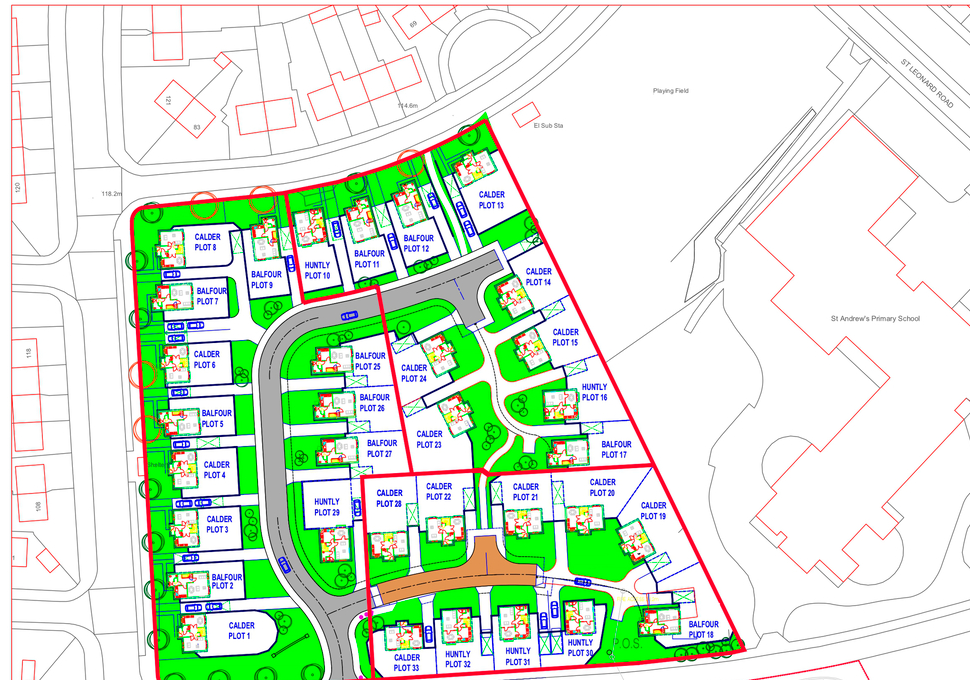 69
ST LEONARD ROAD
Playing Field
121
114.6m
83
El Sub Sta
120
118.2m
CALDER
PLOT 13
CALDER
PLOT 8
BALFOUR
PLOT 12
HUNTLY
PLOT 10
BALFOUR
PLOT 11
BALFOUR
PLOT 9
CALDER
PLOT 14
BALFOUR
PLOT 7
St Andrew's Primary School
CALDER
PLOT 15
118
CALDER
PLOT 6
BALFOUR
PLOT 25
CALDER
PLOT 24
HUNTLY
PLOT 16
BALFOUR
PLOT 26
BALFOUR
PLOT 5
CALDER
PLOT 23
BALFOUR
PLOT 27
BALFOUR
PLOT 17
CALDER
PLOT 4
CALDER
PLOT 28
CALDER
PLOT 22
CALDER
PLOT 21
CALDER
PLOT 20
108
HUNTLY
PLOT 29
CALDER
PLOT 19
CALDER
PLOT 3
BALFOUR
PLOT 2
CALDER
PLOT 1
BALFOUR
PLOT 18
CALDER
PLOT 33
HUNTLY
PLOT 32
HUNTLY
PLOT 31
HUNTLY
PLOT 30
P.O.S.